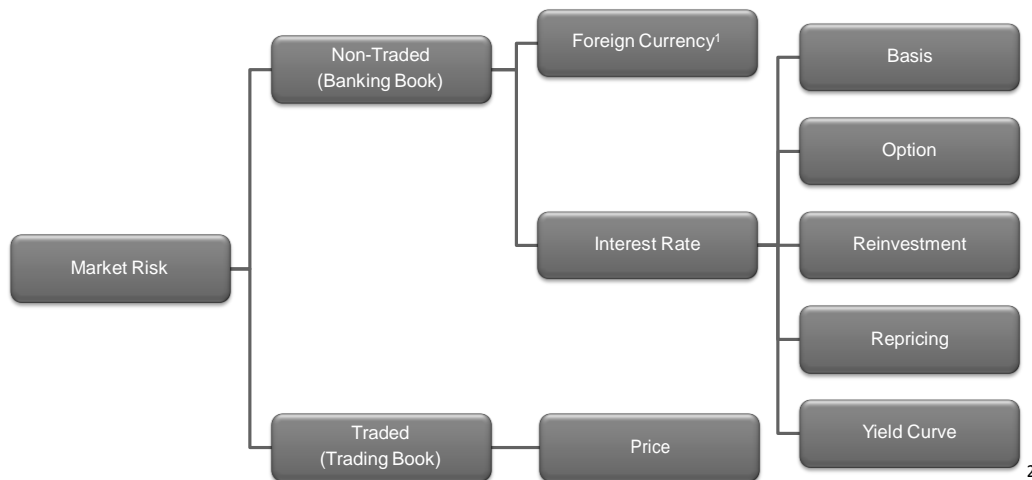 Market Risk
Non-Traded
(Banking Book)
Foreign Currency¹
Interest Rate
Basis
Option
Reinvestment
Repricing
Yield Curve
Traded
(Trading Book)
Price
2